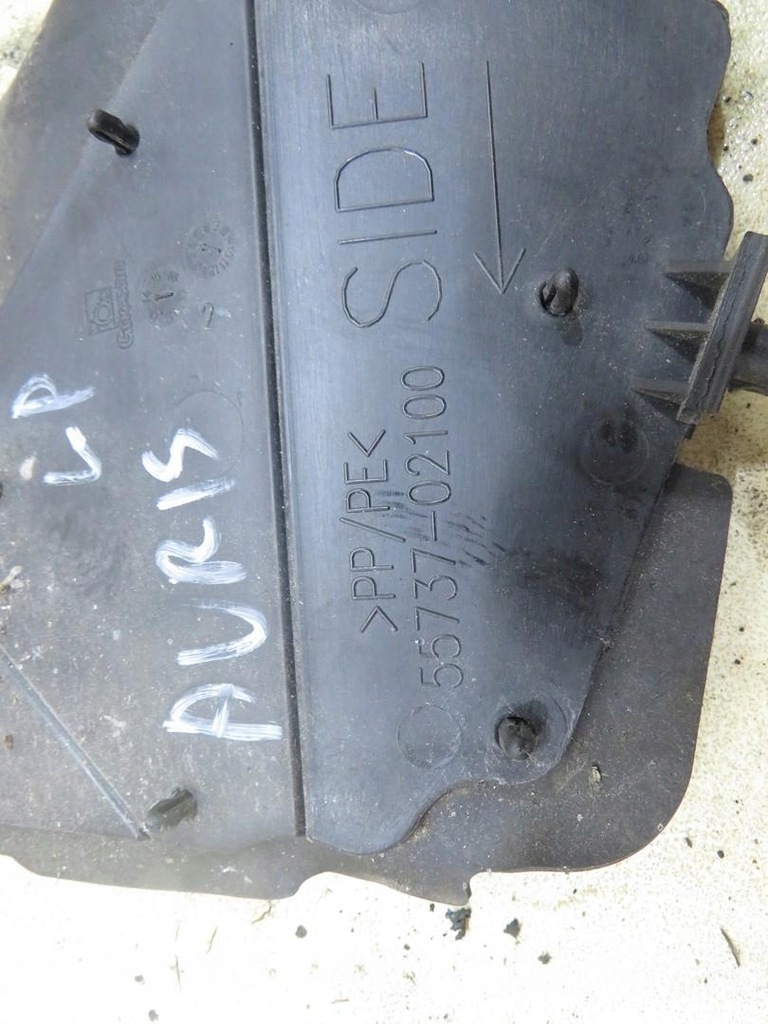 LP
AURIS
>PP/PE<
55737-02100
SIDE